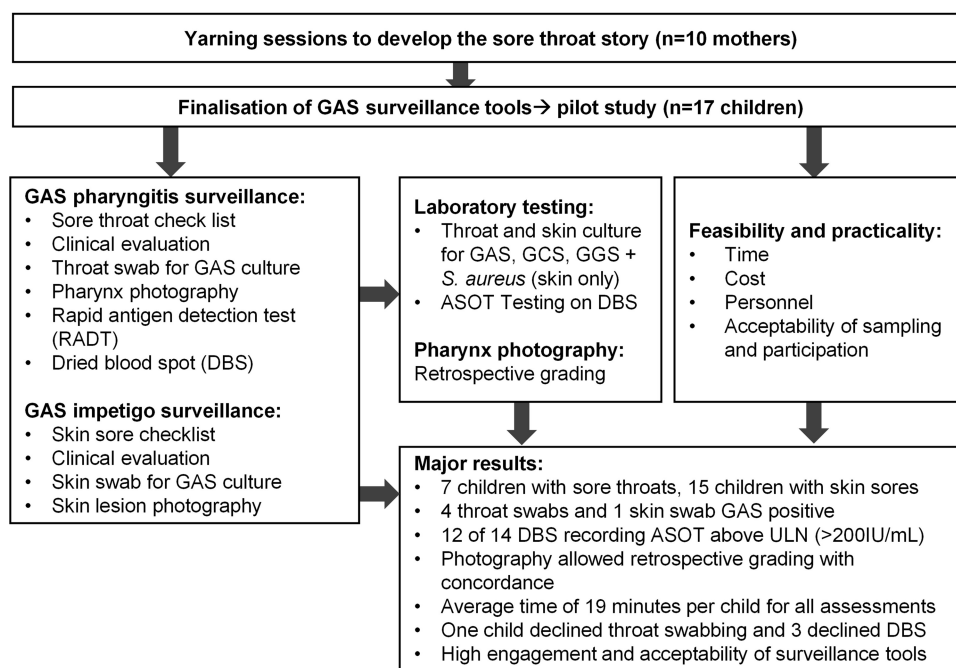 Yarning sessions to develop the sore throat story (n=10 mothers)
Finalisation of GAS surveillance tools→ pilot study (n=17 children)
GAS pharyngitis surveillance:
• Sore throat check list
• Clinical evaluation
• Throat swab for GAS culture
• Pharynx photography
• Rapid antigen detection test
(RADT)
• Dried blood spot (DBS)
GAS impetigo surveillance:
• Skin sore checklist
• Clinical evaluation
• Skin swab for GAS culture
• Skin lesion photography
Laboratory testing:
• Throat and skin culture
for GAS, GCS, GGS +
S. aureus (skin only)
• ASOT Testing on DBS
Pharynx photography:
Retrospective grading
Feasibility and practicality:
• Time
• Cost
• Personnel
• Acceptability of sampling
and participation
Major results:
• 7 children with sore throats, 15 children with skin sores
• 4 throat swabs and 1 skin swab GAS positive
• 12 of 14 DBS recording ASOT above ULN (>200IU/mL)
• Photography allowed retrospective grading with
concordance
• Average time of 19 minutes per child for all assessments
• One child declined throat swabbing and 3 declined DBS
• High engagement and acceptability of surveillance tools